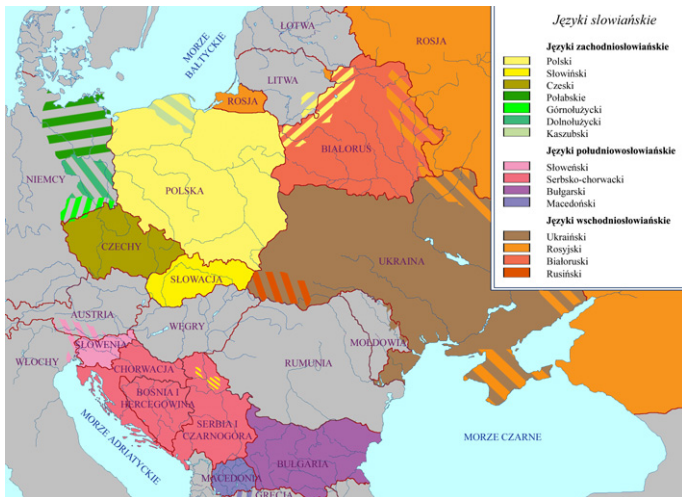 Języki slowiańskie
Języki zachodniosłowiańskie
Polski
Słowiński
Czeski
Połabskie
Górnołużycki
Dolnołużycki
Kaszubski
Języki południowosłowiańskie
Słoweński
Serbsko-chorwacki
Bułgarski
Macedoński
Języki wschodniosłowiańskie
Ukraiński
Rosyjski
Białoruski
Rusiński
MORZE
BAŁTYCKIE
ŁOTWA
ROSJA
LITWA
ROSJA
BIAŁORUŚ
NIEMCY
POLSKA
CZECHY
UKRAINA
SŁOWACJA
AUSTRIA
WĘGRY
MOŁDOWIA
SŁOWENIA
WŁOCHY
CHORWACJA
RUMUNIA
BOSNIA I
HERCEGOWINA
SERBIA I
CZARNOGÓRA
MORZE ADRIATYCKIE
MORZE CZARNE
BUŁGARIA
MACEDONIA
GRECJA